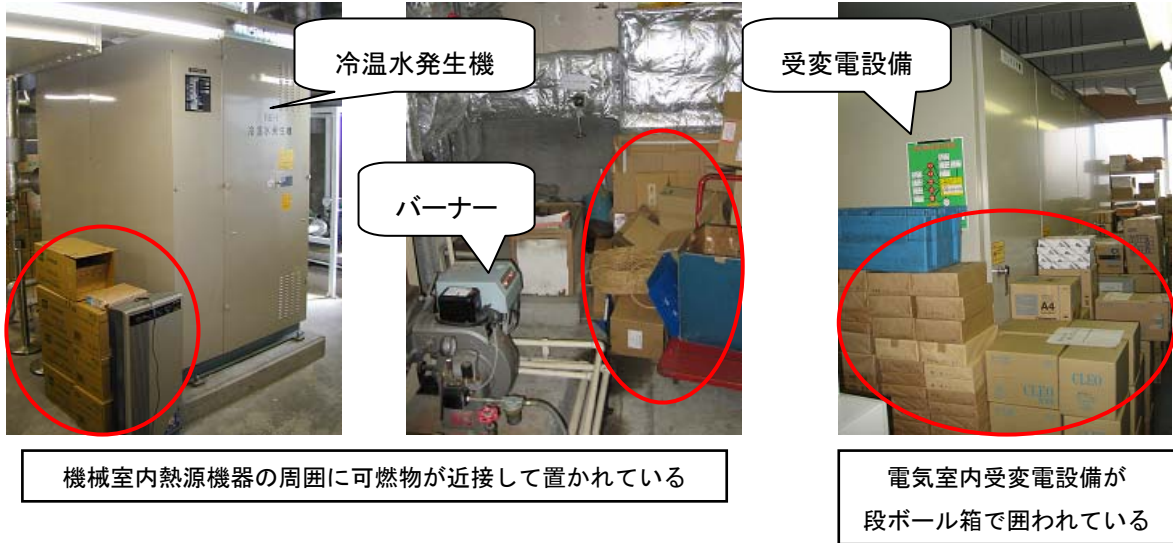 冷温水発生機
受変電設備
冷温水発生機
バーナー
A4
CLEO
CLEO
機械室内熱源機器の周囲に可燃物が近接して置かれている
電気室内受変電設備が
段ボール箱で囲われている